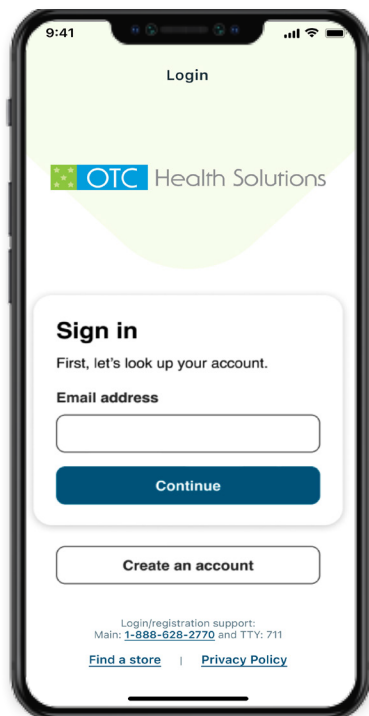 9:41
Login
OTC Health Solutions
Sign in
First, let's look up your account.
Email address
Continue
Create an account
Login/registration support:
Main: 1-888-628-2770 and TTY: 711
Find a store | Privacy Policy